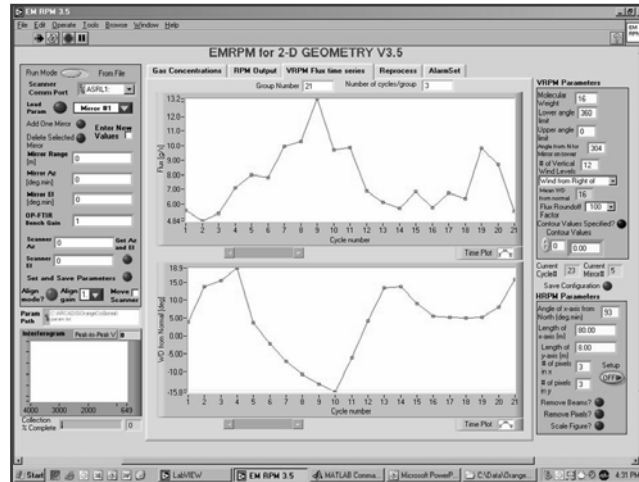 EM RPM 3.5
File Edit Operate Tools Browse Window Help
EMRPM for 2-D GEOMETRY V3.5
Run Mode From File
Scanner Comm Port ASRL1:
Load Param Mirror #1
Add One Mirror
Enter New Values
Delete Selected Mirror
Mirror Range [m] 0
Mirror Az [deg.min] 0
Mirror El [deg.min] 0
OP-FTIR Bench Gain 1
Scanner Az 0
Get Az and El
Scanner El 0
Set and Save Parameters
Align mode? Align gain 1 Move Scanner
Param Path
Interferogram Peak-to-Peak V 0
4000 3000 2000 649
Collection % Complete 0
Gas Concentrations RPM Output VRPM Flux time series Reprocess AlarmSet
Group Number 21 Number of cycles/group 3
Flux [g/s]
13.2
12.00
10.00
8.00
6.00
4.84
1 2 3 4 5 6 7 8 9 10 11 12 13 14 15 16 17 18 19 20 21
Cycle number
Time Plot
WD from Normal [deg]
18.9
15.00
10.00
5.00
0.00
-5.00
-10.00
-15.8
1 2 3 4 5 6 7 8 9 10 11 12 13 14 15 16 17 18 19 20 21
Cycle number
Time Plot
VRPM Parameters
Molecular Weight 16
Lower angle limit 360
Upper angle limit 0
Angle from N for Mirror on Lower 304
# of Vertical Wind Levels 12
Wind from Right of
Mean WD from normal 16
Flux Roundoff Factor 100
Contour Values Specified?
Contour Values
0 0.00
Current Cycle# 23 Current Mirror# 5
Save Configuration
HRPM Parameters
Angle of x-axis from North (deg.min) 93
Length of x-axis [m] 80.00
Length of y-axis [m] 8.00
# of pixels in x 3
Setup
# of pixels in y 3
OFF
Remove Beams?
Remove Pixels?
Scale Figure?
Start LabVIEW EM RPM 3.5 MATLAB Comma... Microsoft PowerP... C:\Data\Orange... 4:31 PM